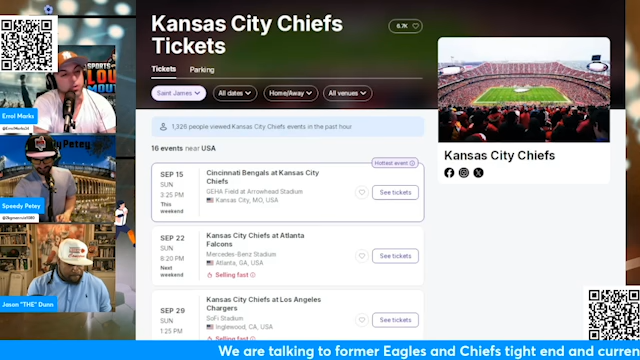 Kansas City Chiefs
Tickets
8.7K
Tickets
Parking
Saint James
All dates
Home/Away
All venues
1,326 people viewed Kansas City Chiefs events in the past hour.
16 events near USA
Hottest event
SEP 15
SUN
3:25 PM
This
weekend
Cincinnati Bengals at Kansas City
Chiefs
GEHA Field at Arrowhead Stadium
Kansas City, MO, USA
See tickets
SEP 22
SUN
8:20 PM
Next
weekend
Kansas City Chiefs at Atlanta
Falcons
Mercedes-Benz Stadium
Atlanta, GA, USA
Selling fast
See tickets
SEP 29
SUN
1:25 PM
Kansas City Chiefs at Los Angeles
Chargers
SoFi Stadium
Inglewood, CA, USA
Selling fast
See tickets
Kansas City Chiefs
SPORTS
LOUD
MOUTH
Errol Marks
Speedy Petey
Jason "THE" Dunn
We are talking to former Eagles and Chiefs tight end and curren